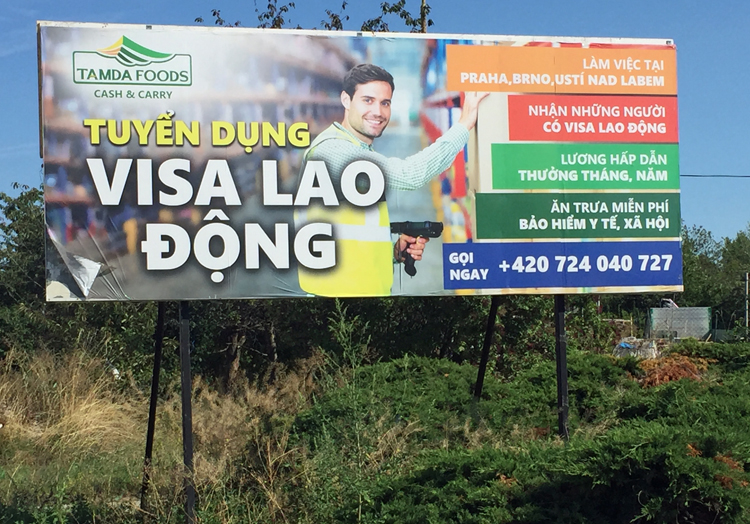 TAMDA FOODS
CASH & CARRY
TUYỂN DỤNG
VISA LAO
ĐỘNG
LÀM VIỆC TẠI
PRAHA,BRNO,USTÍ NAD LABEM
NHẬN NHỮNG NGƯỜI
CÓ VISA LAO ĐỘNG
LƯƠNG HẤP DẪN
THƯỞNG THÁNG, NĂM
ĂN TRƯA MIỄN PHÍ
BẢO HIỂM Y TẾ, XÃ HỘI
GỌI
NGAY
+420 724 040 727